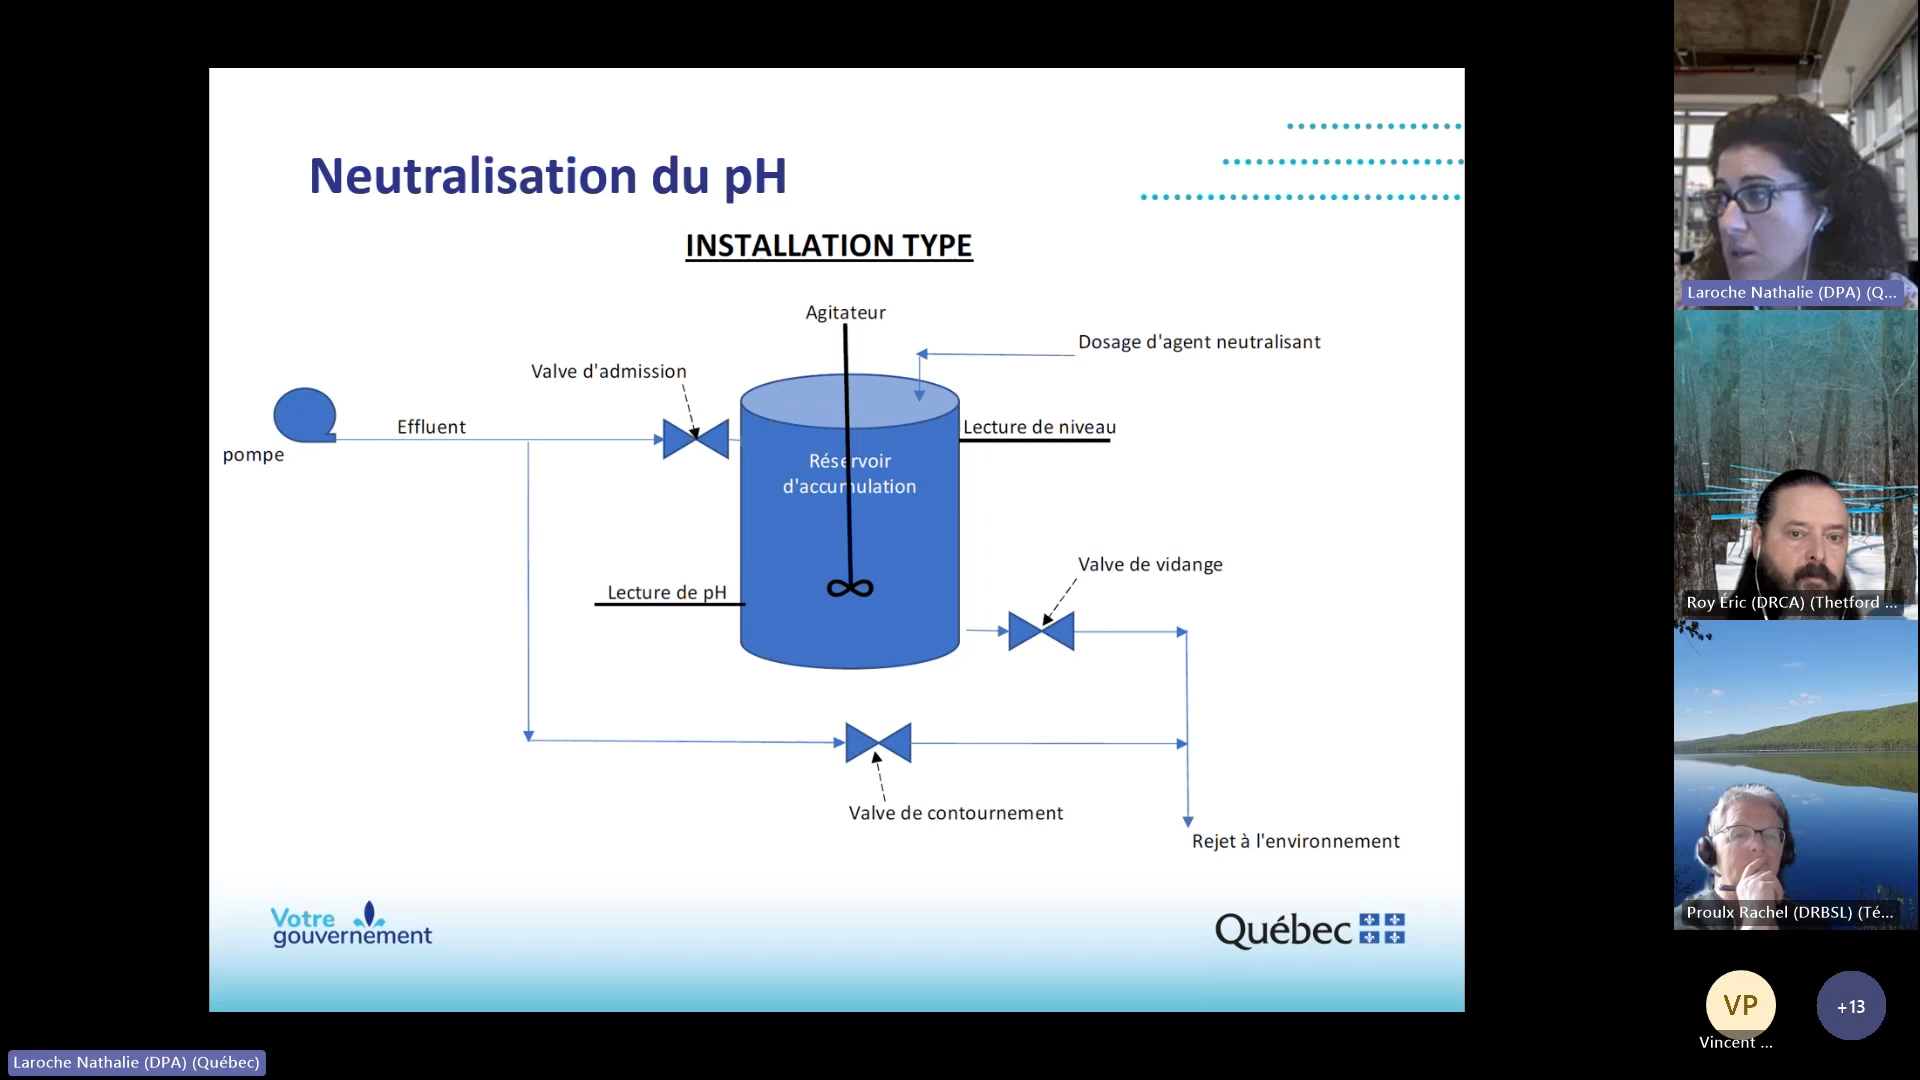 Neutralisation du pH
INSTALLATION TYPE
Agitateur
Dosage d'agent neutralisant
Valve d'admission
Effluent
pompe
Lecture de niveau
Réservoir
d'accumulation
Valve de vidange
Lecture de pH
Valve de contournement
Rejet à l'environnement
Votre
gouvernement
Québec
Laroche Nathalie (DPA) (Q...
Roy Éric (DRCA) (Thetford ...
Proulx Rachel (DRBSL) (Té...
VP
+13
Vincent ...
Laroche Nathalie (DPA) (Québec)